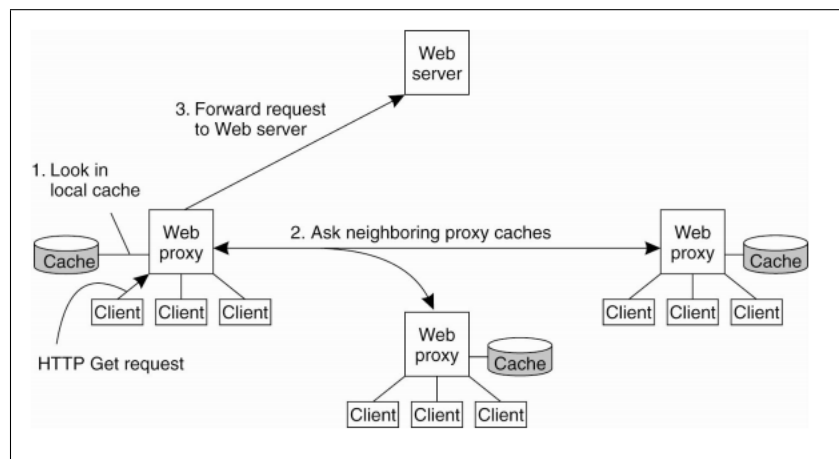 Web
server
3. Forward request
to Web server
1. Look in
local cache
Web
proxy
2. Ask neighboring proxy caches
Web
proxy
Cache
Cache
Client
Client
Client
Client
Client
Client
Web
proxy
HTTP Get request
Cache
Client
Client
Client